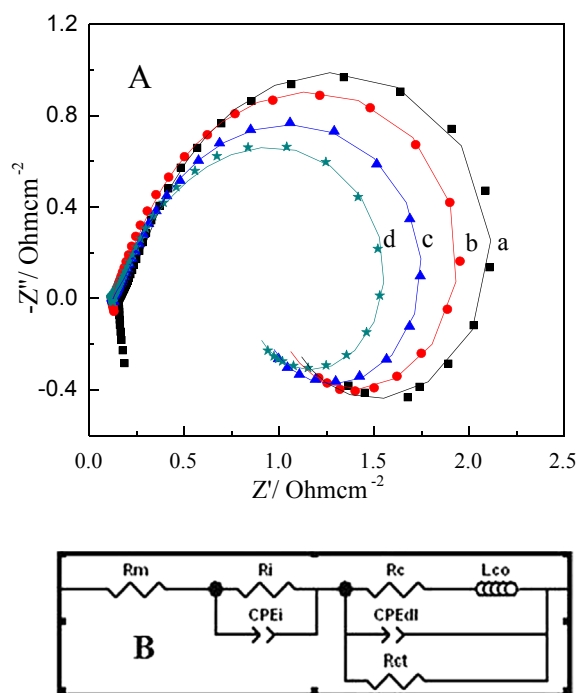 A
-Z"/ Ohmcm-2
1.2
0.8
0.4
0.0
-0.4
d c b a
0.0 0.5 1.0 1.5 2.0 2.5
Z'/ Ohmcm-2
Rm Ri Rc Lco
CPEi CPEdl
B Rct